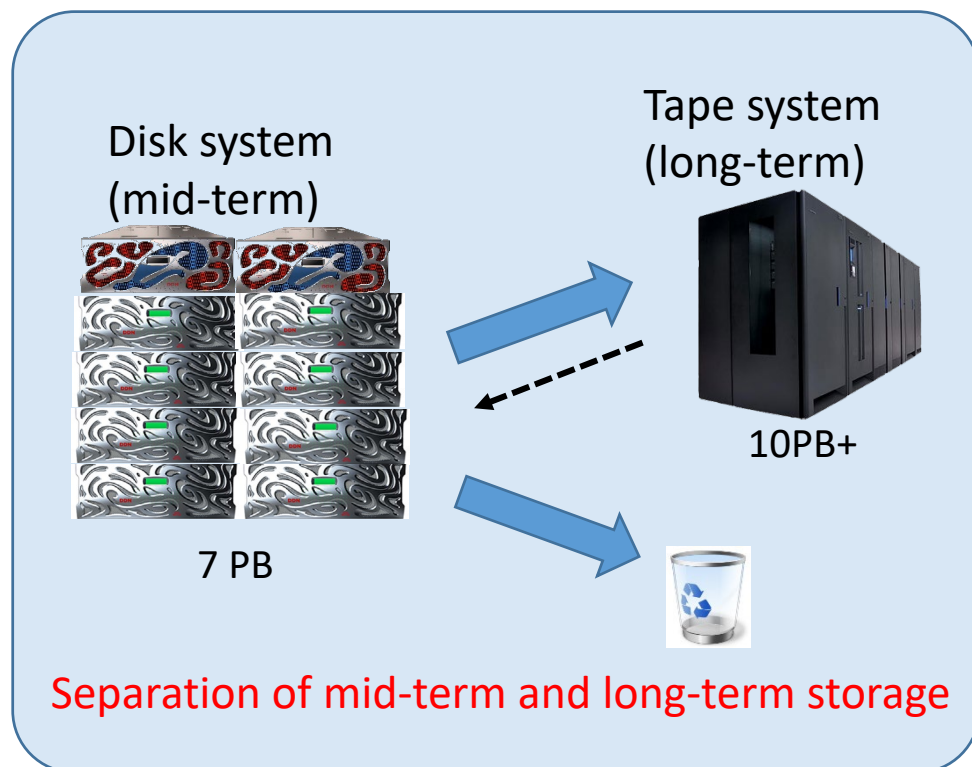 Disk system
(mid-term)
Tape system
(long-term)
10PB+
7 PB
Separation of mid-term and long-term storage